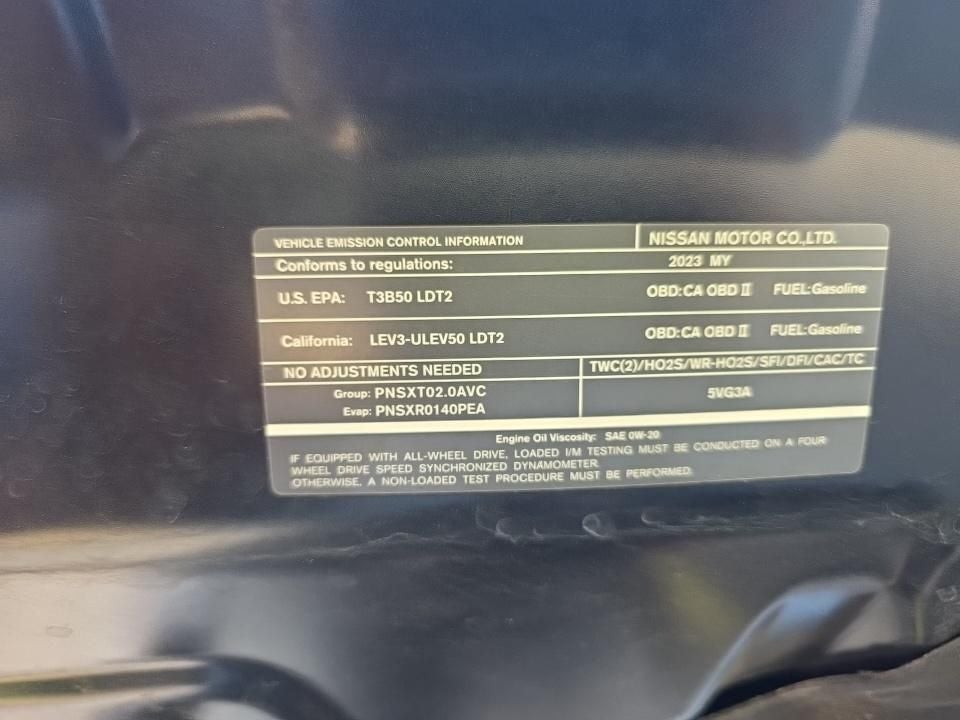 VEHICLE EMISSION CONTROL INFORMATION NISSAN MOTOR CO.,LTD.
Conforms to regulations: 2023 MY
U.S. EPA: T3B50 LDT2 OBD:CA OBD II FUEL:Gasoline
California: LEV3-ULEV50 LDT2 OBD:CA OBD II FUEL:Gasoline
NO ADJUSTMENTS NEEDED TWC(2)/HO2S/WR-HO2S/SFI/DFI/CAC/TC
Group: PNSXT02.0AVC 5VG3A
Evap: PNSXR0140PEA
Engine Oil Viscosity: SAE 0W-20
IF EQUIPPED WITH ALL-WHEEL DRIVE, LOADED I/M TESTING MUST BE CONDUCTED ON A FOUR
WHEEL DRIVE SPEED SYNCHRONIZED DYNAMOMETER.
OTHERWISE, A NON-LOADED TEST PROCEDURE MUST BE PERFORMED.